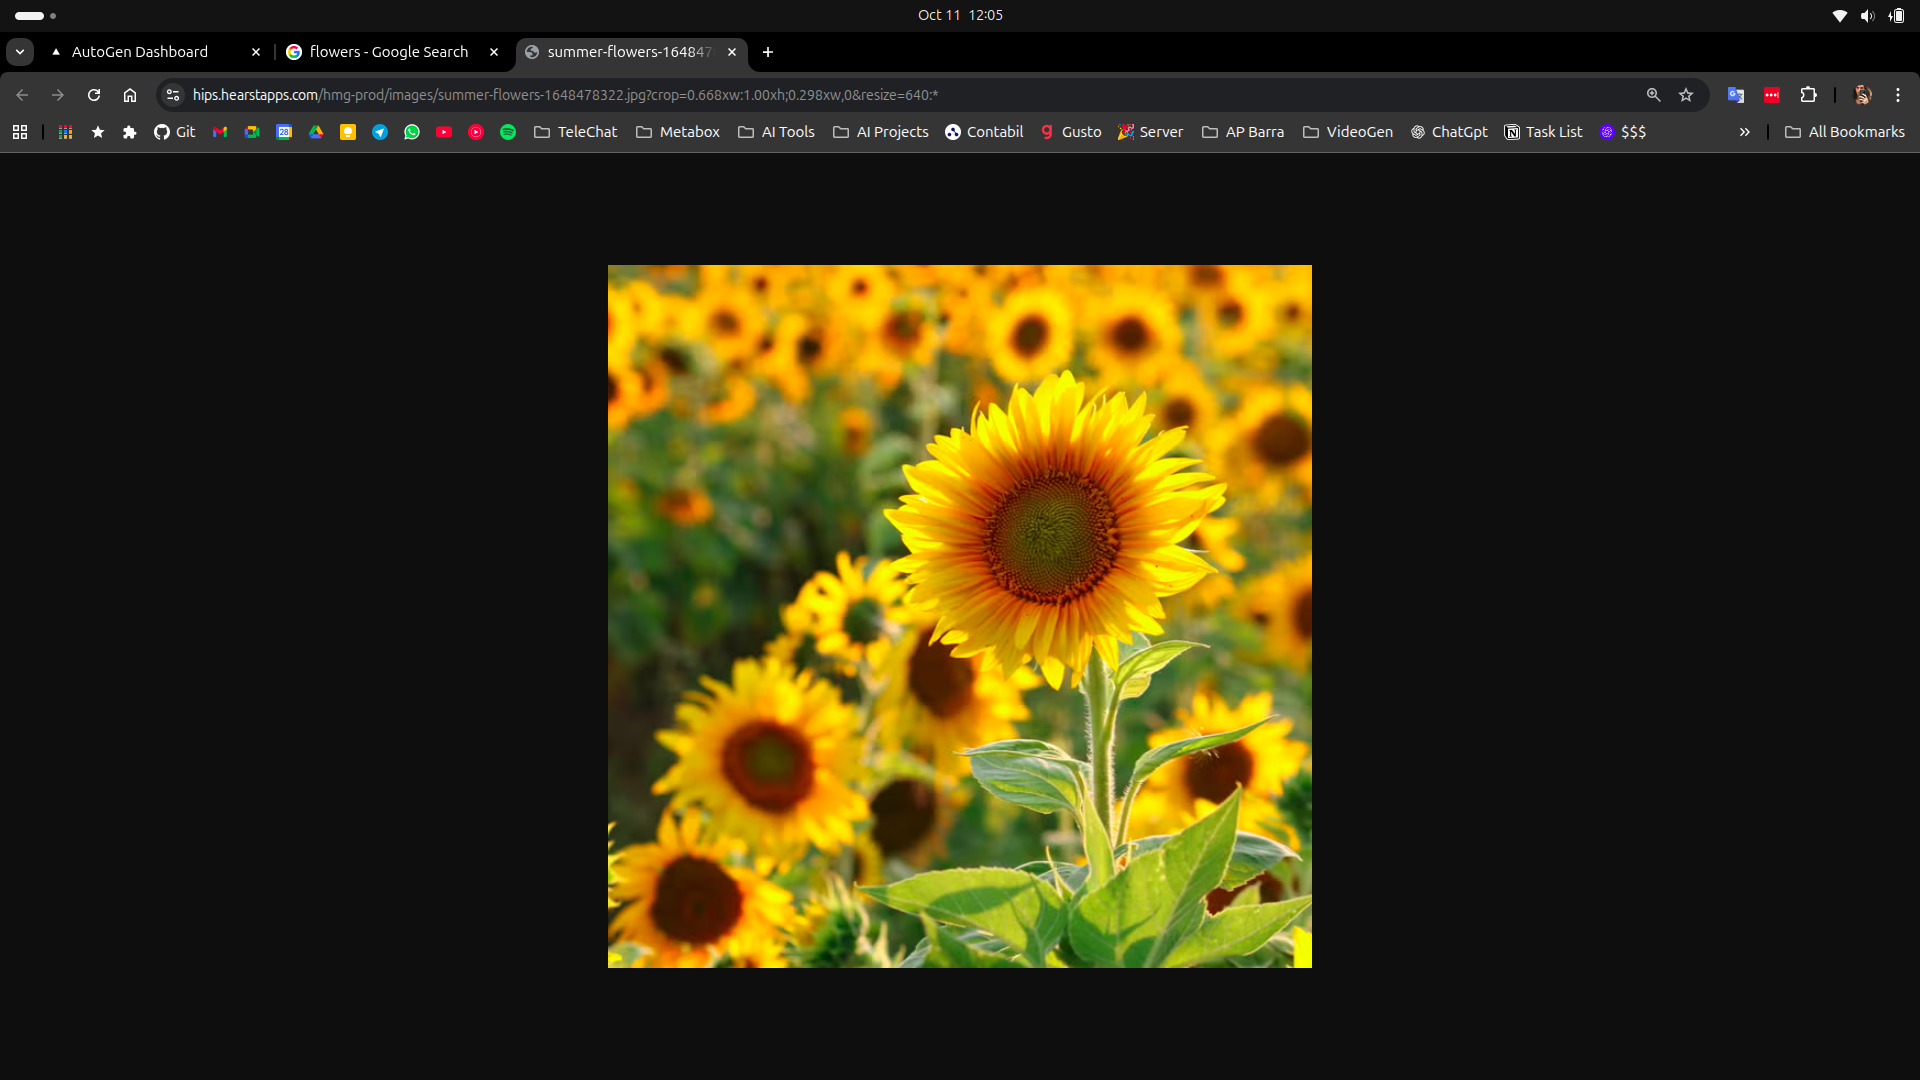 Oct 11 12:05
AutoGen Dashboard
flowers - Google Search
summer-flowers-164847
hips.hearstapps.com/hmg-prod/images/summer-flowers-1648478322.jpg?crop=0.668xw:1.00xh;0.298xw,0&resize=640:*
Git
28
TeleChat
Metabox
AI Tools
AI Projects
Contabil
Gusto
Server
AP Barra
VideoGen
ChatGpt
Task List
$$$
All Bookmarks